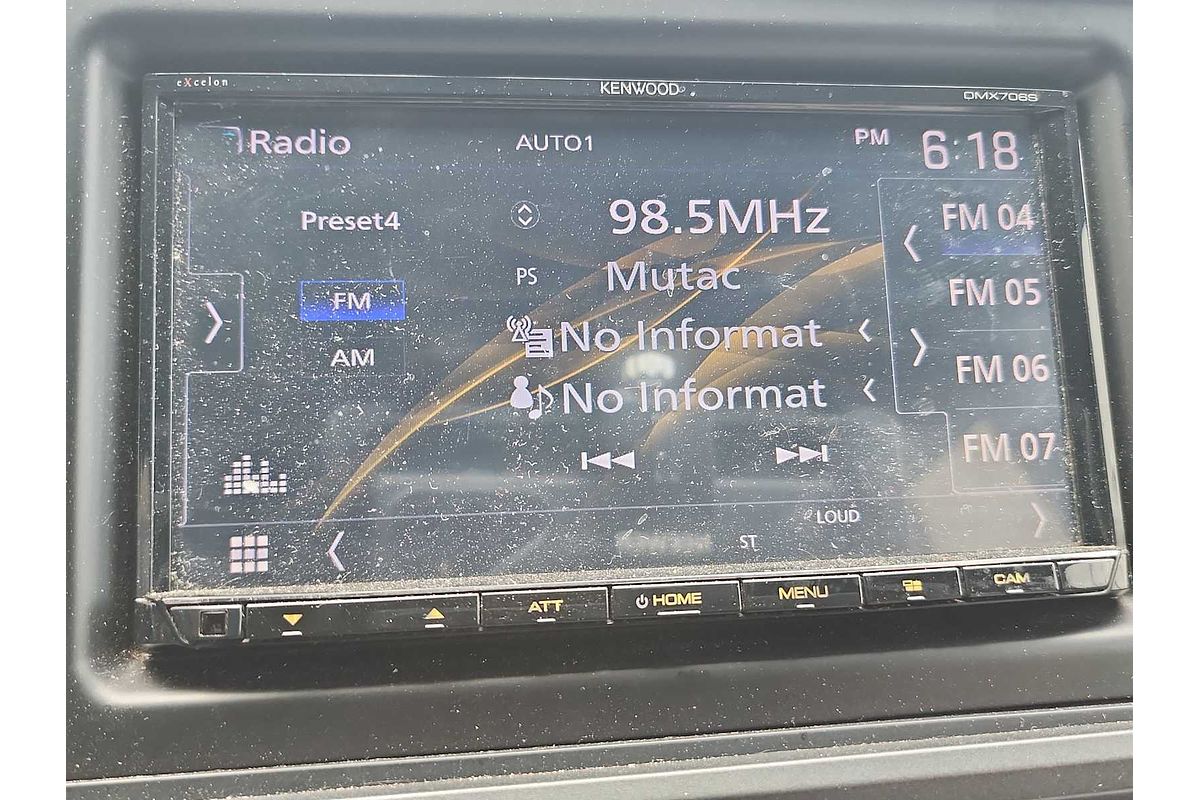 eXcelon
KENWOOD
DMX706S
Radio
AUTO1
PM 6:18
Preset4
98.5MHz
FM 04
PS Mutac
FM
FM 05
No Informat
AM
FM 06
No Informat
FM 07
LOUD
ST
ATT
HOME
MENU
CAM